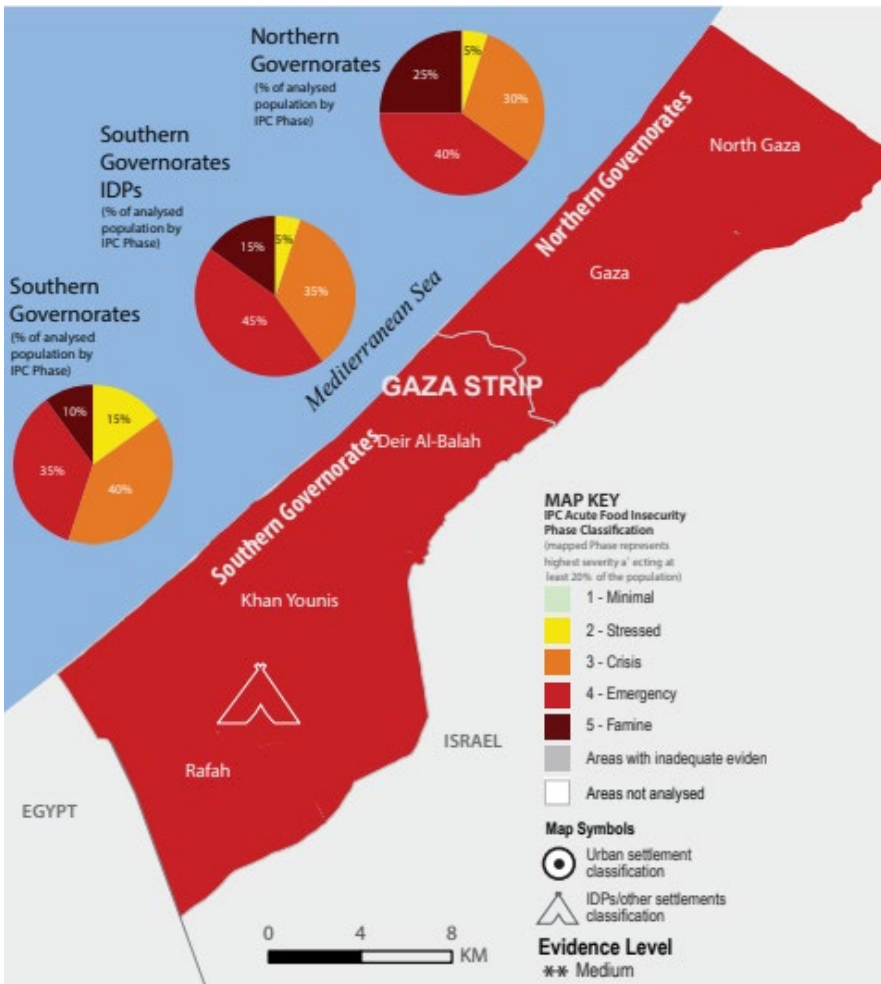 Northern
Governorates
(% of analysed
population by
IPC Phase)
5%
30%
40%
25%
Southern
Governorates
IDPs
(% of analysed
population by
IPC Phase)
5%
35%
45%
15%
Southern
Governorates
(% of analysed
population by
IPC Phase)
15%
40%
35%
10%
Mediterranean Sea
Northern Governorates
North Gaza
Gaza
GAZA STRIP
Deir Al-Balah
Southern Governorates
Khan Younis
Rafah
EGYPT
ISRAEL
0 4 8
KM
MAP KEY
IPC Acute Food Insecurity
Phase Classification
(mapped Phase represents
highest severity a' ecting at
least 20% of the population)
1 - Minimal
2 - Stressed
3 - Crisis
4 - Emergency
5 - Famine
Areas with inadequate eviden
Areas not analysed
Map Symbols
Urban settlement
classification
IDPs/other settlements
classification
Evidence Level
** Medium